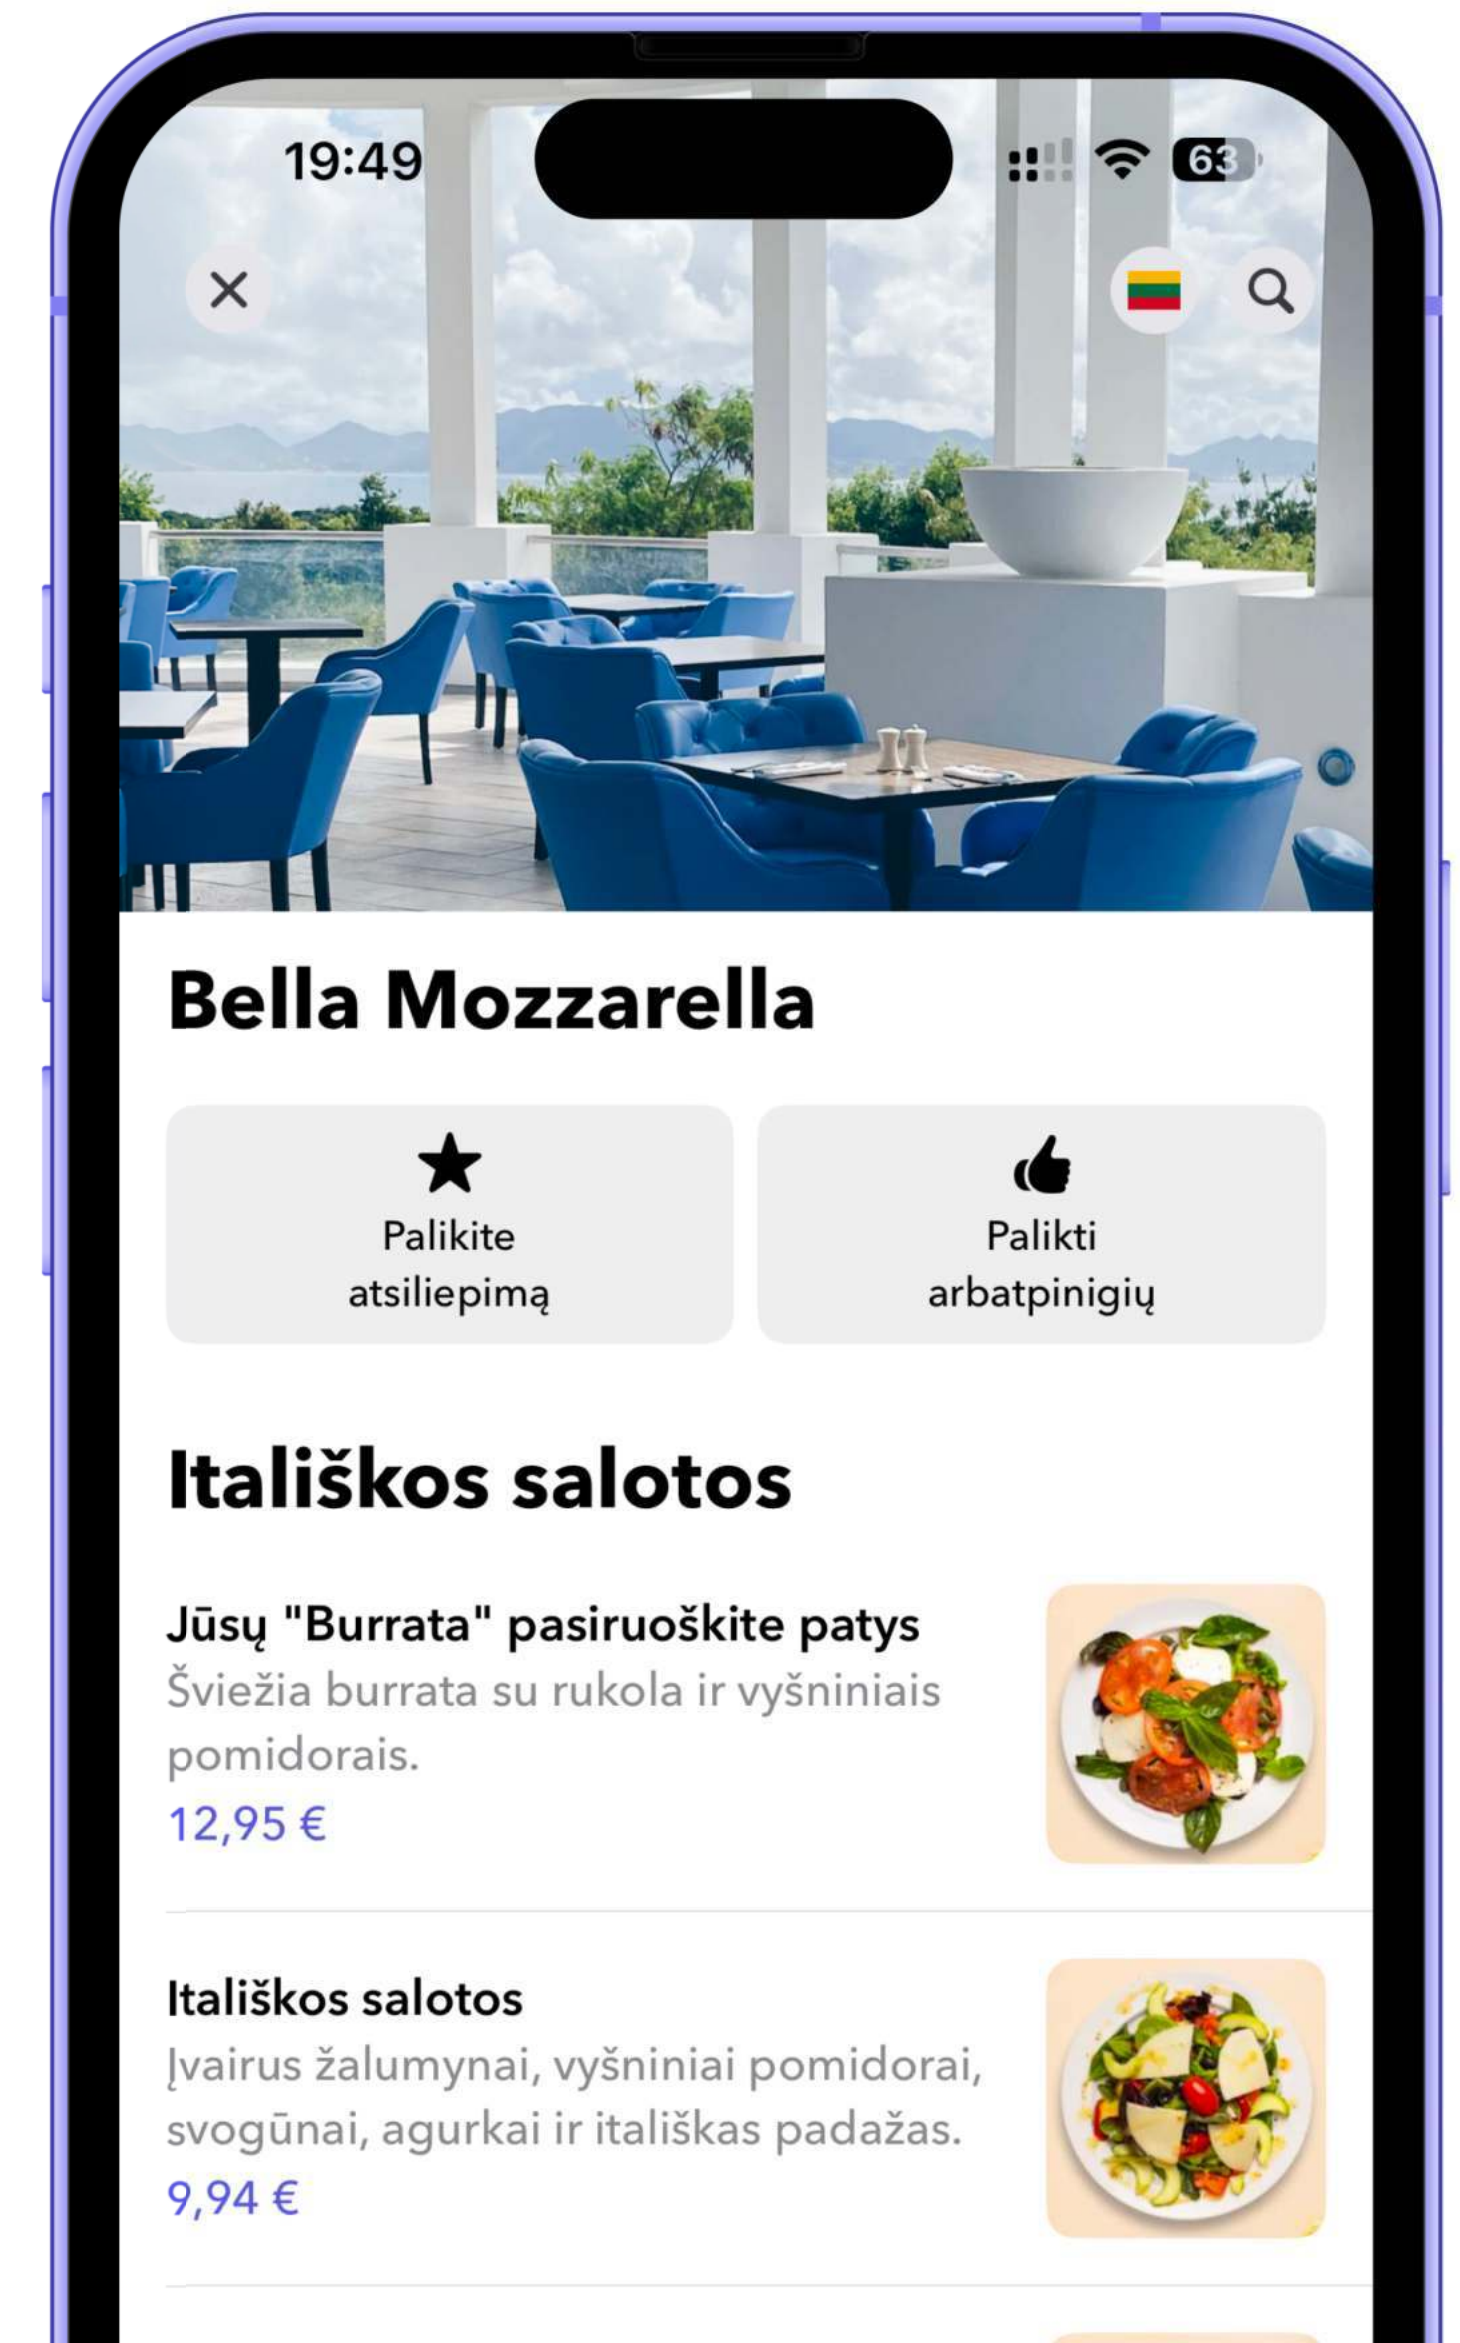 19:49
63
Bella Mozzarella
Palikite
atsiliepimą
Palikti
arbatpinigių
Itališkos salotos
Jūsų "Burrata" pasiruoškite patys
Šviežia burrata su rukola ir vyšniniais
pomidorais.
12,95 €
Itališkos salotos
Įvairus žalumynai, vyšniniai pomidorai,
svogūnai, agurkai ir itališkas padažas.
9,94 €